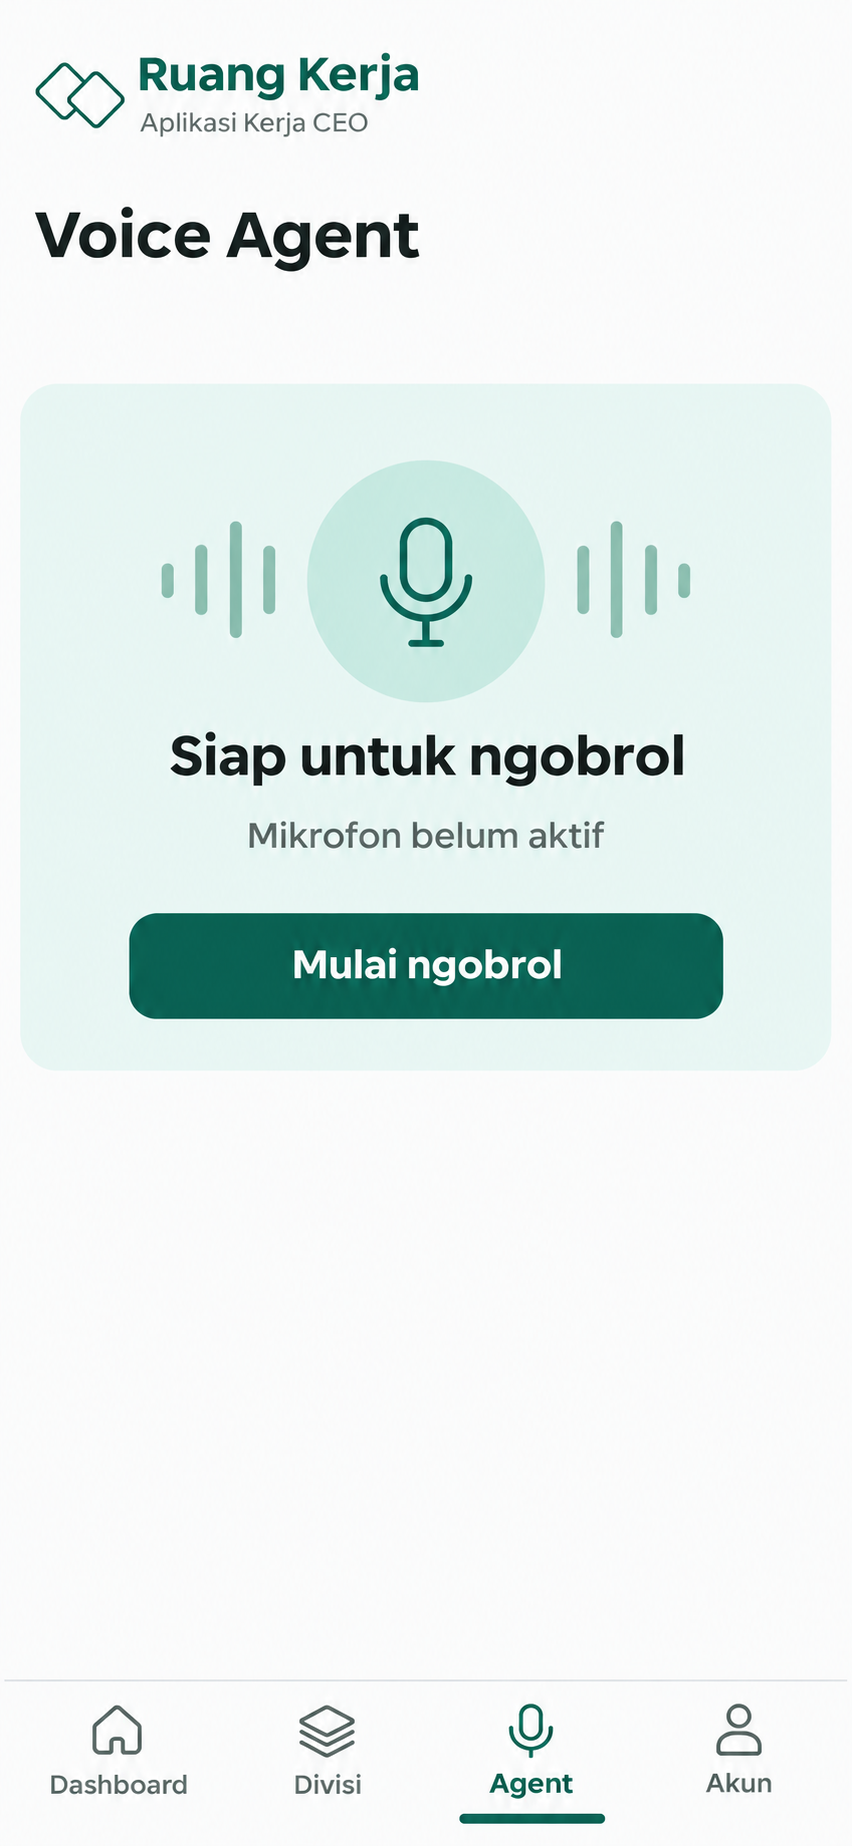 Ruang Kerja
Aplikasi Kerja CEO
Voice Agent
Siap untuk ngobrol
Mikrofon belum aktif
Mulai ngobrol
Dashboard
Divisi
Agent
Akun